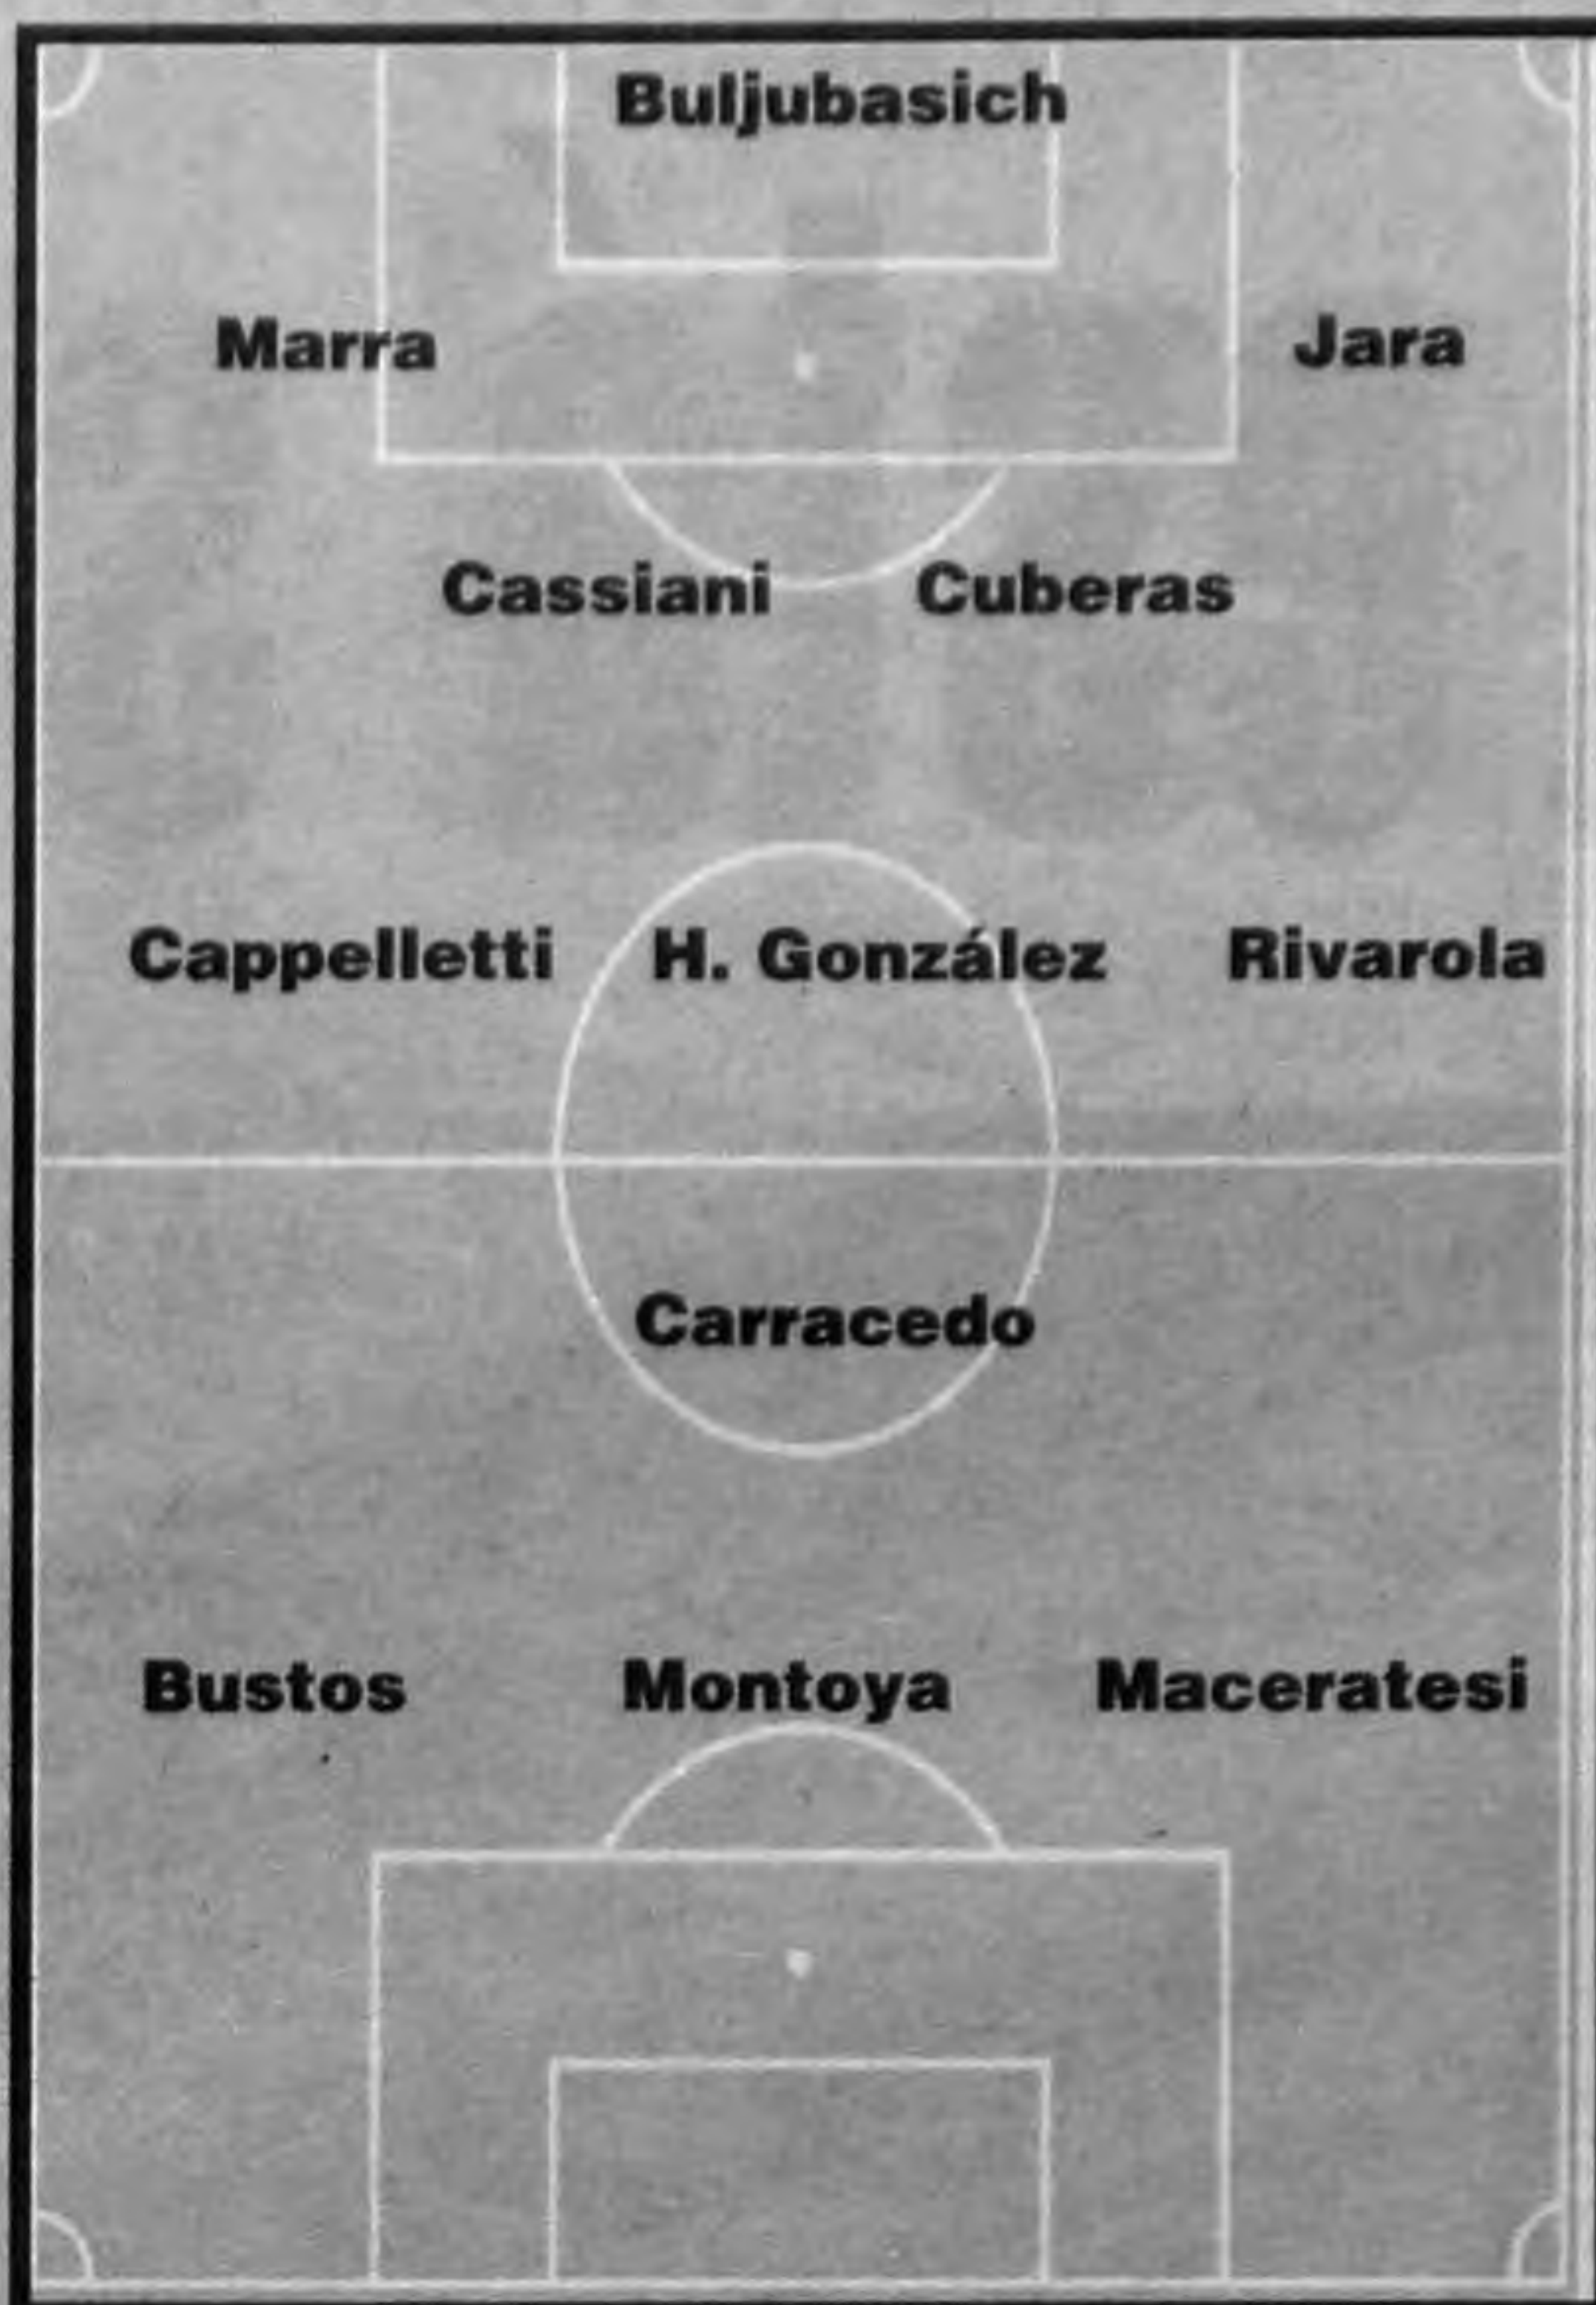 Buljubasich
Marra Jara
Cassiani Cuberas
Cappelletti H. González Rivarola
Carracedo
Bustos Montoya Maceratesi